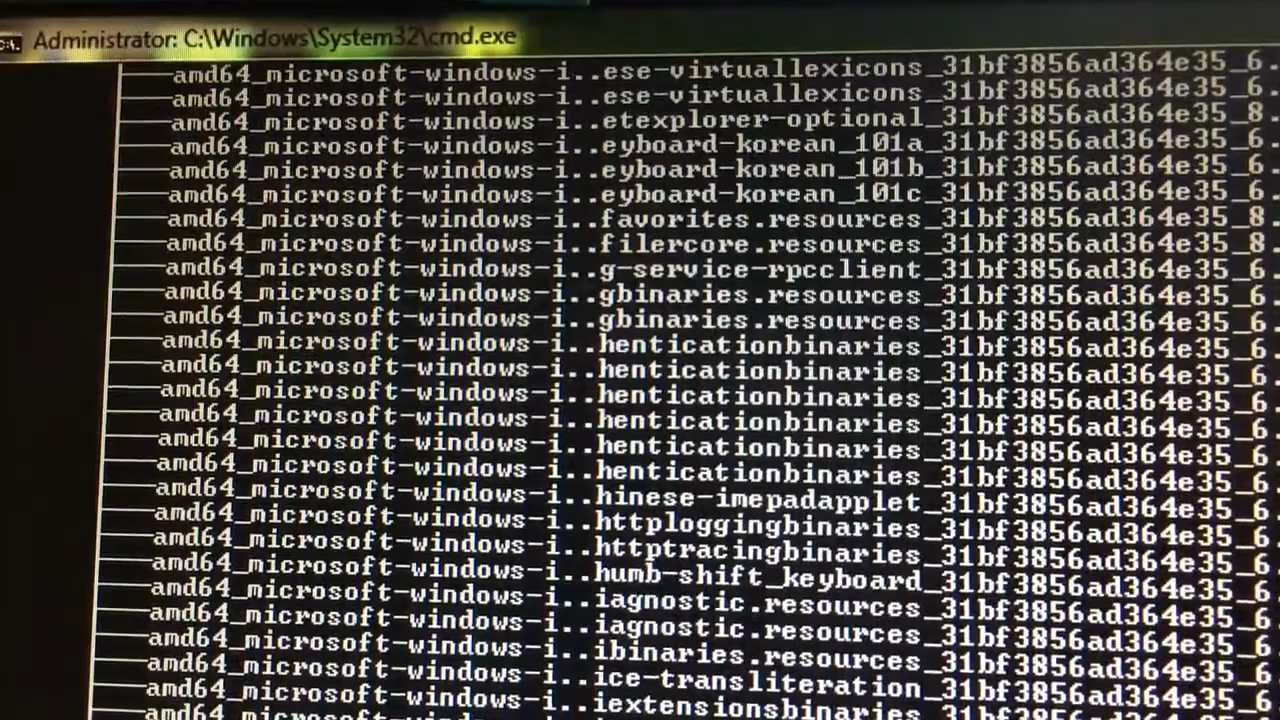 Administrator: C:\Windows\System32\cmd.exe
amd64_microsoft-windows-i..ese-virtuallexicons_31bf3856ad364e35_6.
amd64_microsoft-windows-i..ese-virtuallexicons_31bf3856ad364e35_6.
amd64_microsoft-windows-i..etexplorer-optional_31bf3856ad364e35_8.
amd64_microsoft-windows-i..eyboard-korean_101a_31bf3856ad364e35_6.
amd64_microsoft-windows-i..eyboard-korean_101b_31bf3856ad364e35_6.
amd64_microsoft-windows-i..eyboard-korean_101c_31bf3856ad364e35_6.
amd64_microsoft-windows-i..favorites.resources_31bf3856ad364e35_8.
amd64_microsoft-windows-i..filercore.resources_31bf3856ad364e35_8.
amd64_microsoft-windows-i..g-service-rpcclient_31bf3856ad364e35_6.
amd64_microsoft-windows-i..gbinaries.resources_31bf3856ad364e35_6.
amd64_microsoft-windows-i..gbinaries.resources_31bf3856ad364e35_6.
amd64_microsoft-windows-i..henticationbinaries_31bf3856ad364e35_6.
amd64_microsoft-windows-i..henticationbinaries_31bf3856ad364e35_6.
amd64_microsoft-windows-i..henticationbinaries_31bf3856ad364e35_6.
amd64_microsoft-windows-i..henticationbinaries_31bf3856ad364e35_6.
amd64_microsoft-windows-i..henticationbinaries_31bf3856ad364e35_6.
amd64_microsoft-windows-i..henticationbinaries_31bf3856ad364e35_6.
amd64_microsoft-windows-i..hinese-imepadapplet_31bf3856ad364e35_6.
amd64_microsoft-windows-i..httploggingbinaries_31bf3856ad364e35_6.
amd64_microsoft-windows-i..httptracingbinaries_31bf3856ad364e35_6.
amd64_microsoft-windows-i..humb-shift_keyboard_31bf3856ad364e35_6.
amd64_microsoft-windows-i..iagnostic.resources_31bf3856ad364e35_6.
amd64_microsoft-windows-i..iagnostic.resources_31bf3856ad364e35_6.
amd64_microsoft-windows-i..ibinaries.resources_31bf3856ad364e35_6.
amd64_microsoft-windows-i..ice-transliteration_31bf3856ad364e35_6.
amd64_microsoft-windows-i..iextensionsbinaries_31bf3856ad364e35_6.